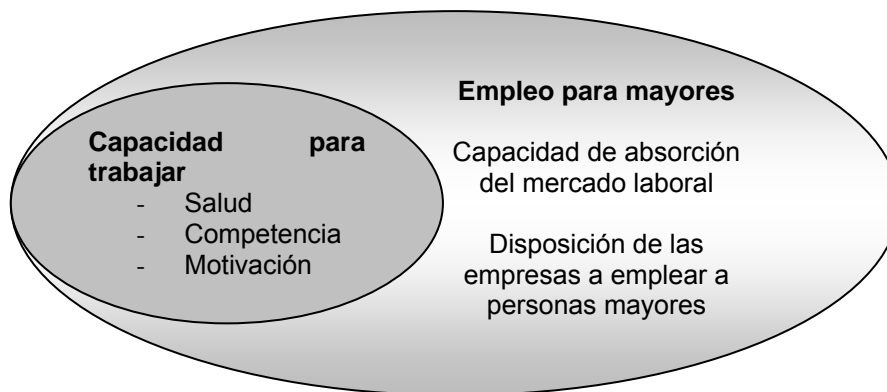 Capacidad para
trabajar
- Salud
- Competencia
- Motivación
Empleo para mayores
Capacidad de absorción
del mercado laboral
Disposición de las
empresas a emplear a
personas mayores